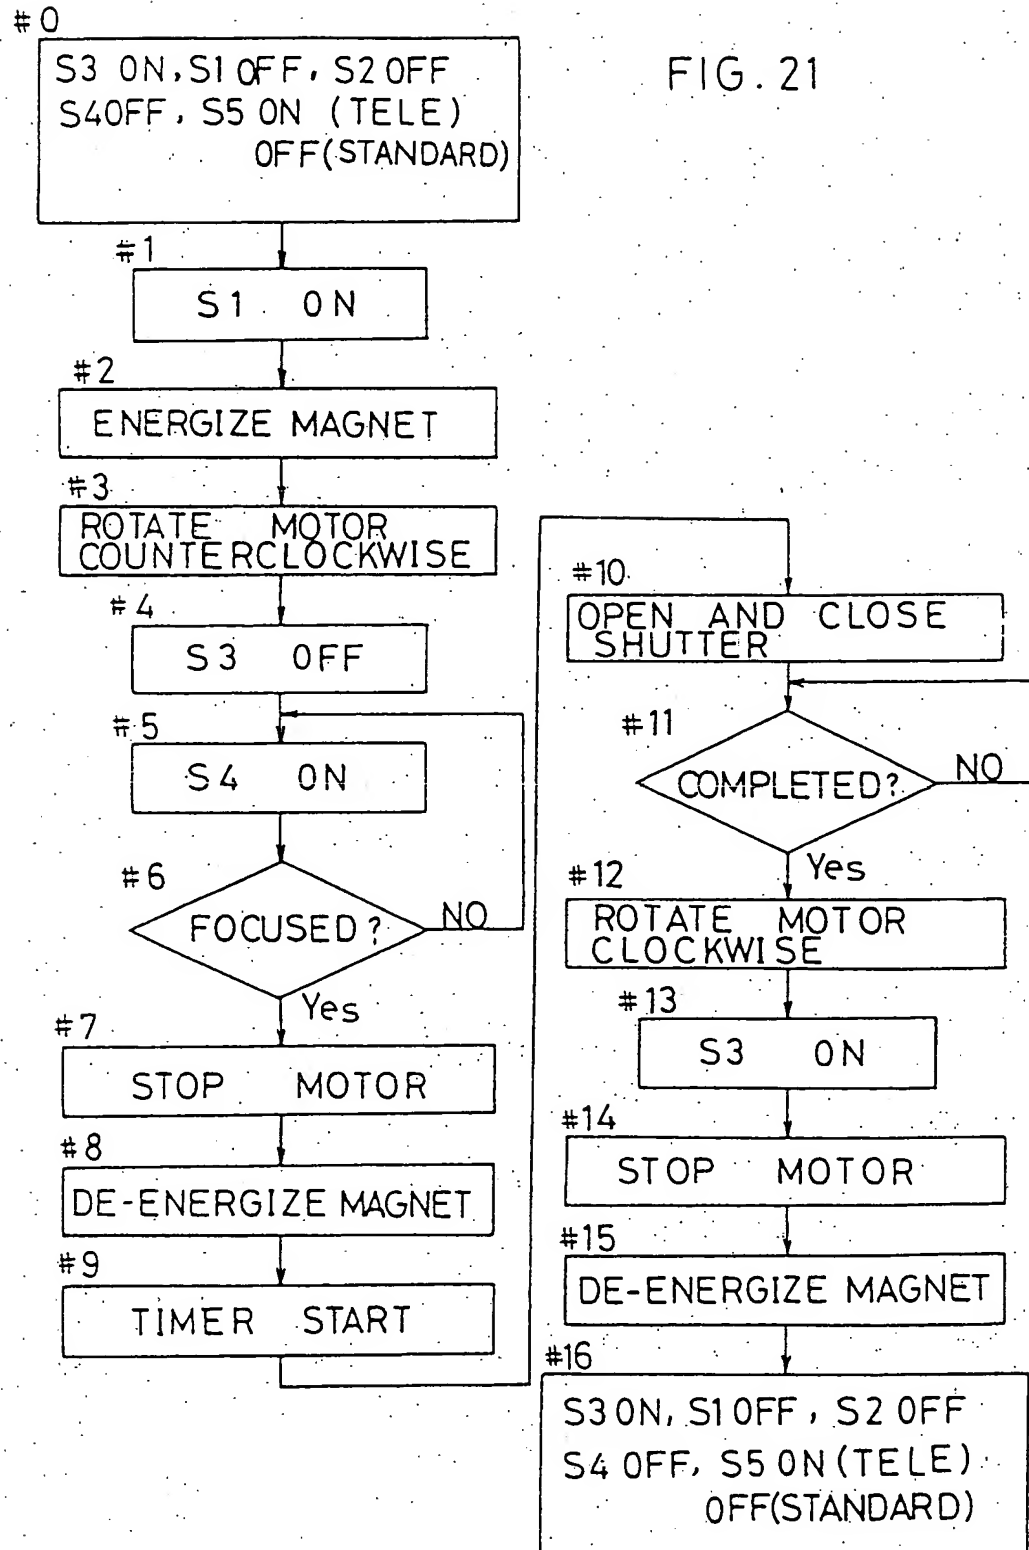 #0
S3 ON, S1 OFF, S2 OFF
S4 OFF, S5 ON (TELE)
OFF(STANDARD)
FIG. 21
#1
S1 ON
#2
ENERGIZE MAGNET
#3
ROTATE MOTOR
COUNTERCLOCKWISE
#4
S3 OFF
#5
S4 ON
#6
FOCUSED?
NO
Yes
#7
STOP MOTOR
#8
DE-ENERGIZE MAGNET
#9
TIMER START
#10
OPEN AND CLOSE
SHUTTER
#11
COMPLETED?
NO
Yes
#12
ROTATE MOTOR
CLOCKWISE
#13
S3 ON
#14
STOP MOTOR
#15
DE-ENERGIZE MAGNET
#16
S3 ON, S1 OFF, S2 OFF
S4 OFF, S5 ON (TELE)
OFF(STANDARD)